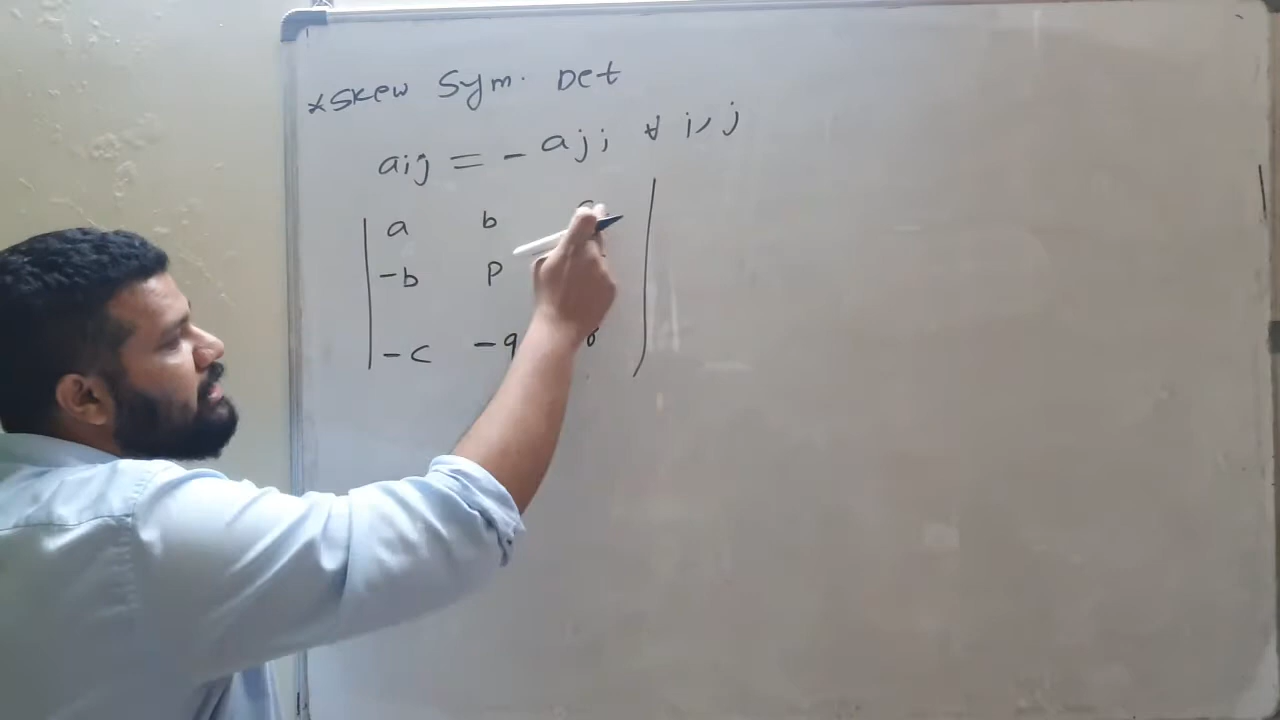 *Skew Sym. Det
aij = - aji ∀ i, j
a b
-b p
-c -q